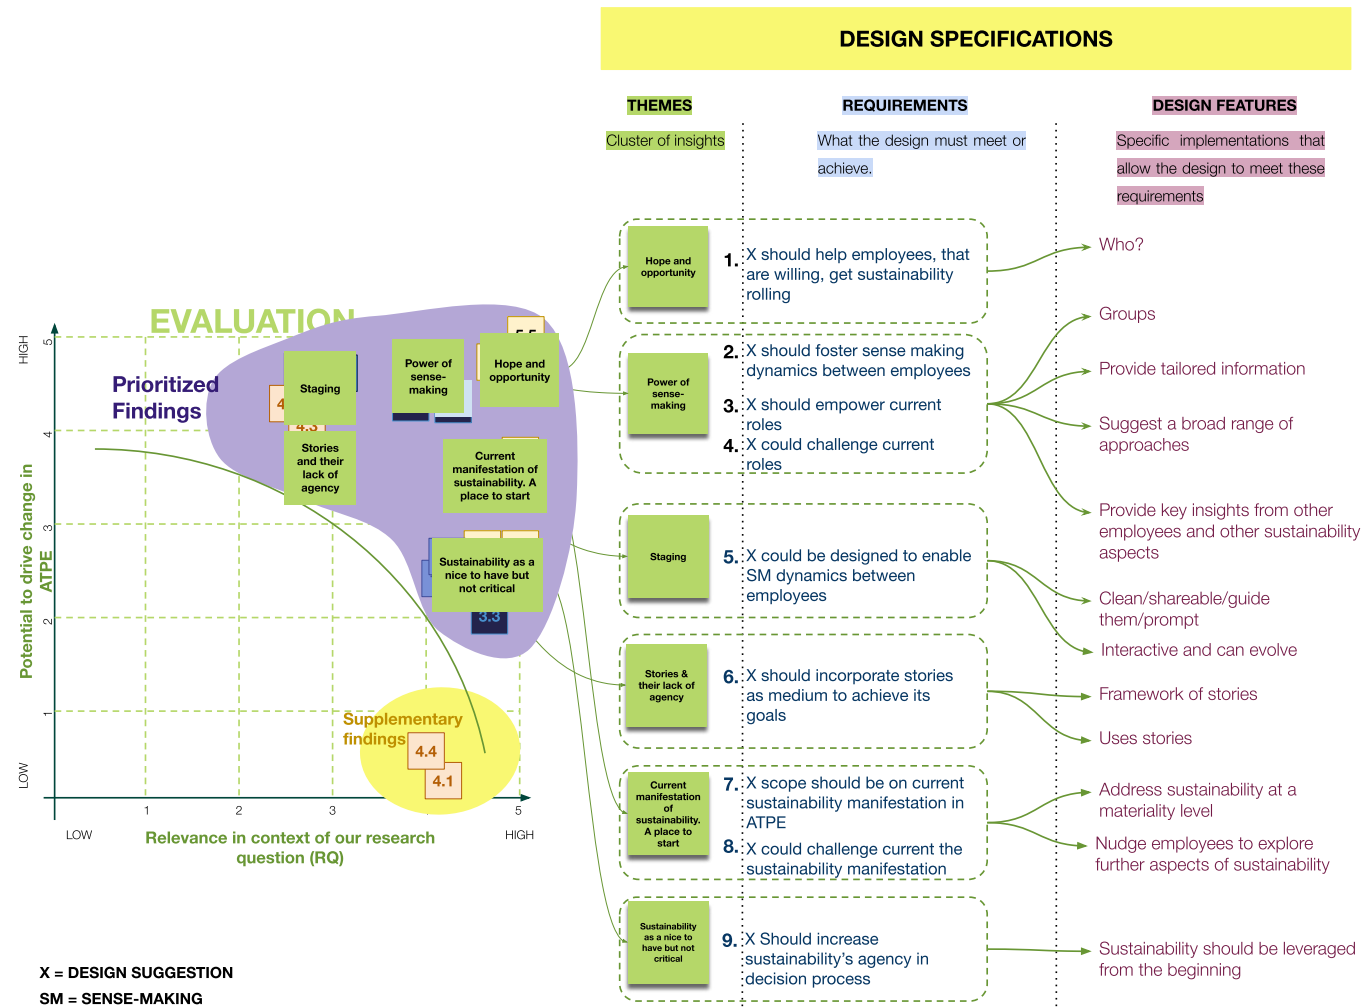 DESIGN SPECIFICATIONS
THEMES
Cluster of insights
REQUIREMENTS
What the design must meet or
achieve.
DESIGN FEATURES
Specific implementations that
allow the design to meet these
requirements
EVALUATION
Prioritized
Findings
HIGH
5
4
3
2
1
LOW
Potential to drive change in
ATPE
Staging
4.3
Stories
and their
lack of
agency
Power of
sense-
making
5.5
Hope and
opportunity
Current
manifestation of
sustainability. A
place to start
Sustainability as a
nice to have but
not critical
3.3
Supplementary
findings
4.4
4.1
1
2
3
5
LOW
HIGH
Relevance in context of our research
question (RQ)
X = DESIGN SUGGESTION
SM = SENSE-MAKING
Hope and
opportunity
1. X should help employees, that
are willing, get sustainability
rolling
Who?
Power of
sense-
making
2. X should foster sense making
dynamics between employees
3. X should empower current
roles
4. X could challenge current
roles
Groups
Provide tailored information
Suggest a broad range of
approaches
Provide key insights from other
employees and other sustainability
aspects
Staging
5. X could be designed to enable
SM dynamics between
employees
Clean/shareable/guide
them/prompt
Interactive and can evolve
Stories &
their lack of
agency
6. X should incorporate stories
as medium to achieve its
goals
Framework of stories
Uses stories
Current
manifestation
of
sustainability.
A place to
start
7. X scope should be on current
sustainability manifestation in
ATPE
8. X could challenge current the
sustainability manifestation
Address sustainability at a
materiality level
Nudge employees to explore
further aspects of sustainability
Sustainability
as a nice to
have but not
critical
9. X Should increase
sustainability's agency in
decision process
Sustainability should be leveraged
from the beginning